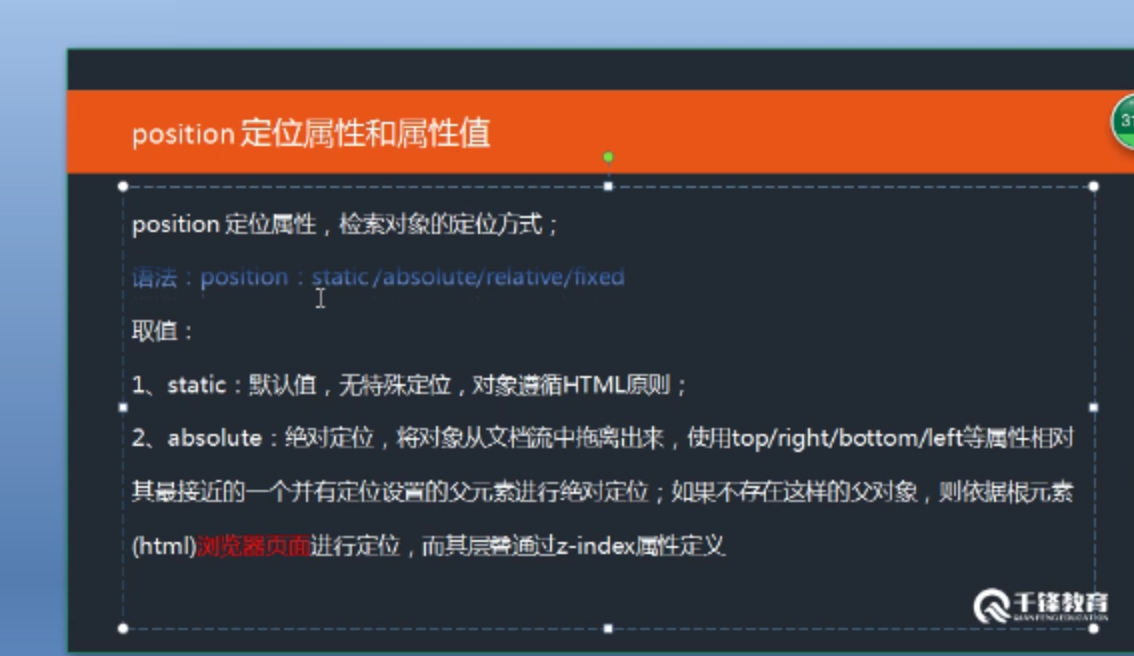 position 定位属性和属性值
31
position 定位属性，检索对象的定位方式；
语法：position：static /absolute/relative/fixed
取值：
1、static：默认值，无特殊定位，对象遵循HTML原则；
2、absolute：绝对定位，将对象从文档流中拖离出来，使用top/right/bottom/left等属性相对
其最接近的一个并有定位设置的父元素进行绝对定位；如果不存在这样的父对象，则依据根元素
(html)浏览器页面进行定位，而其层叠通过z-index属性定义
千锋教育
QIANFENG EDUCATION